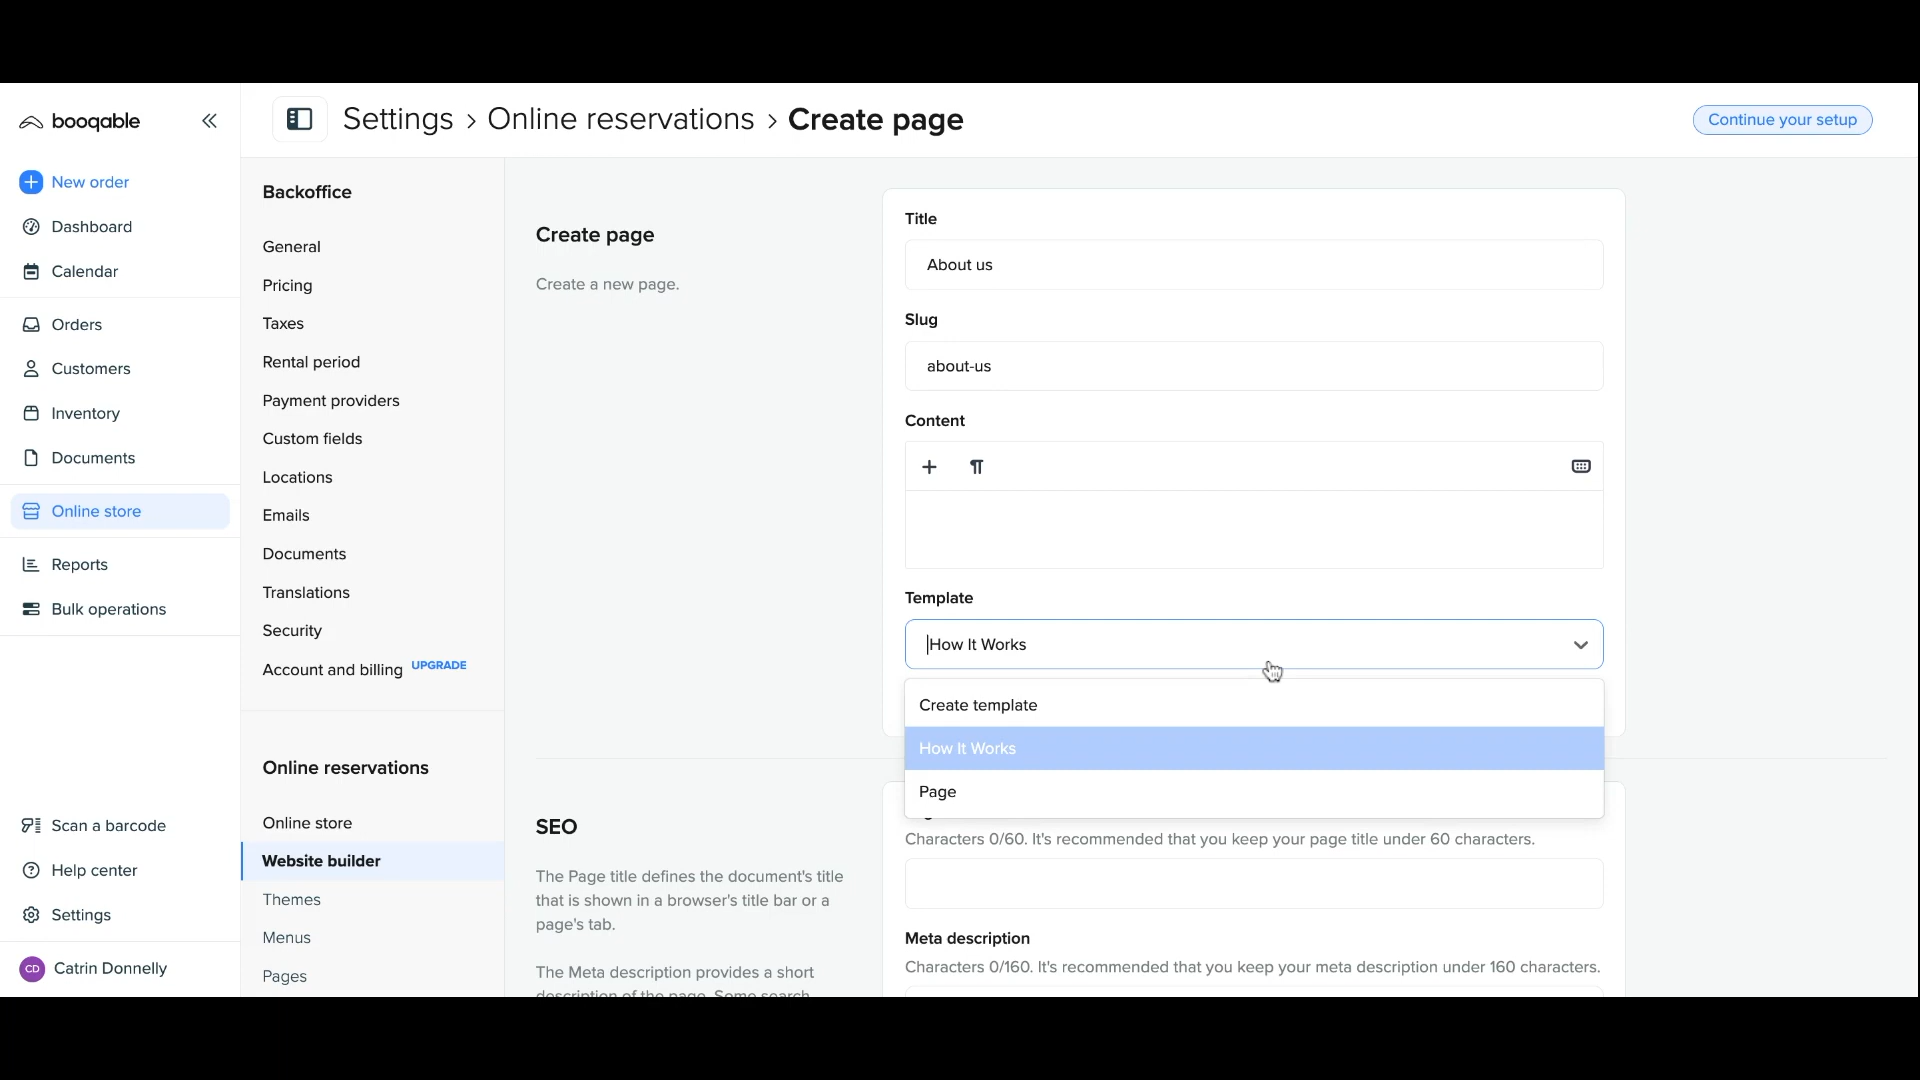 booqable
Settings > Online reservations > Create page
Continue your setup
New order
Dashboard
Calendar
Orders
Customers
Inventory
Documents
Online store
Reports
Bulk operations
Scan a barcode
Help center
Settings
CD Catrin Donnelly
Backoffice
General
Pricing
Taxes
Rental period
Payment providers
Custom fields
Locations
Emails
Documents
Translations
Security
Account and billing UPGRADE
Online reservations
Online store
Website builder
Themes
Menus
Pages
Create page
Create a new page.
Title
About us
Slug
about-us
Content
Template
How It Works
Create template
How It Works
Page
SEO
The Page title defines the document's title
that is shown in a browser's title bar or a
page's tab.
The Meta description provides a short
description of the page. Some search
Characters 0/60. It's recommended that you keep your page title under 60 characters.
Meta description
Characters 0/160. It's recommended that you keep your meta description under 160 characters.